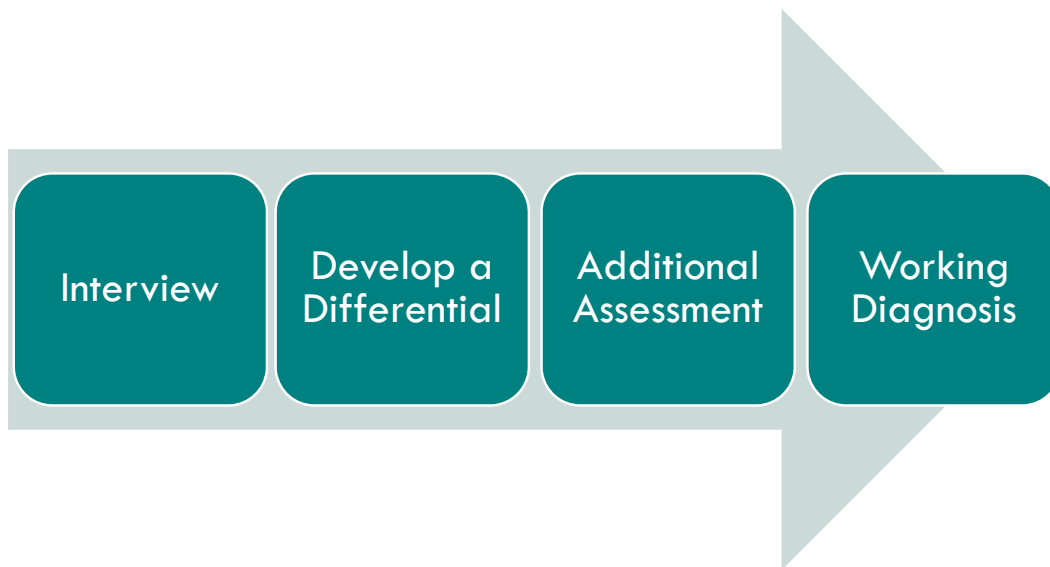 Interview
Develop a
Differential
Additional
Assessment
Working
Diagnosis